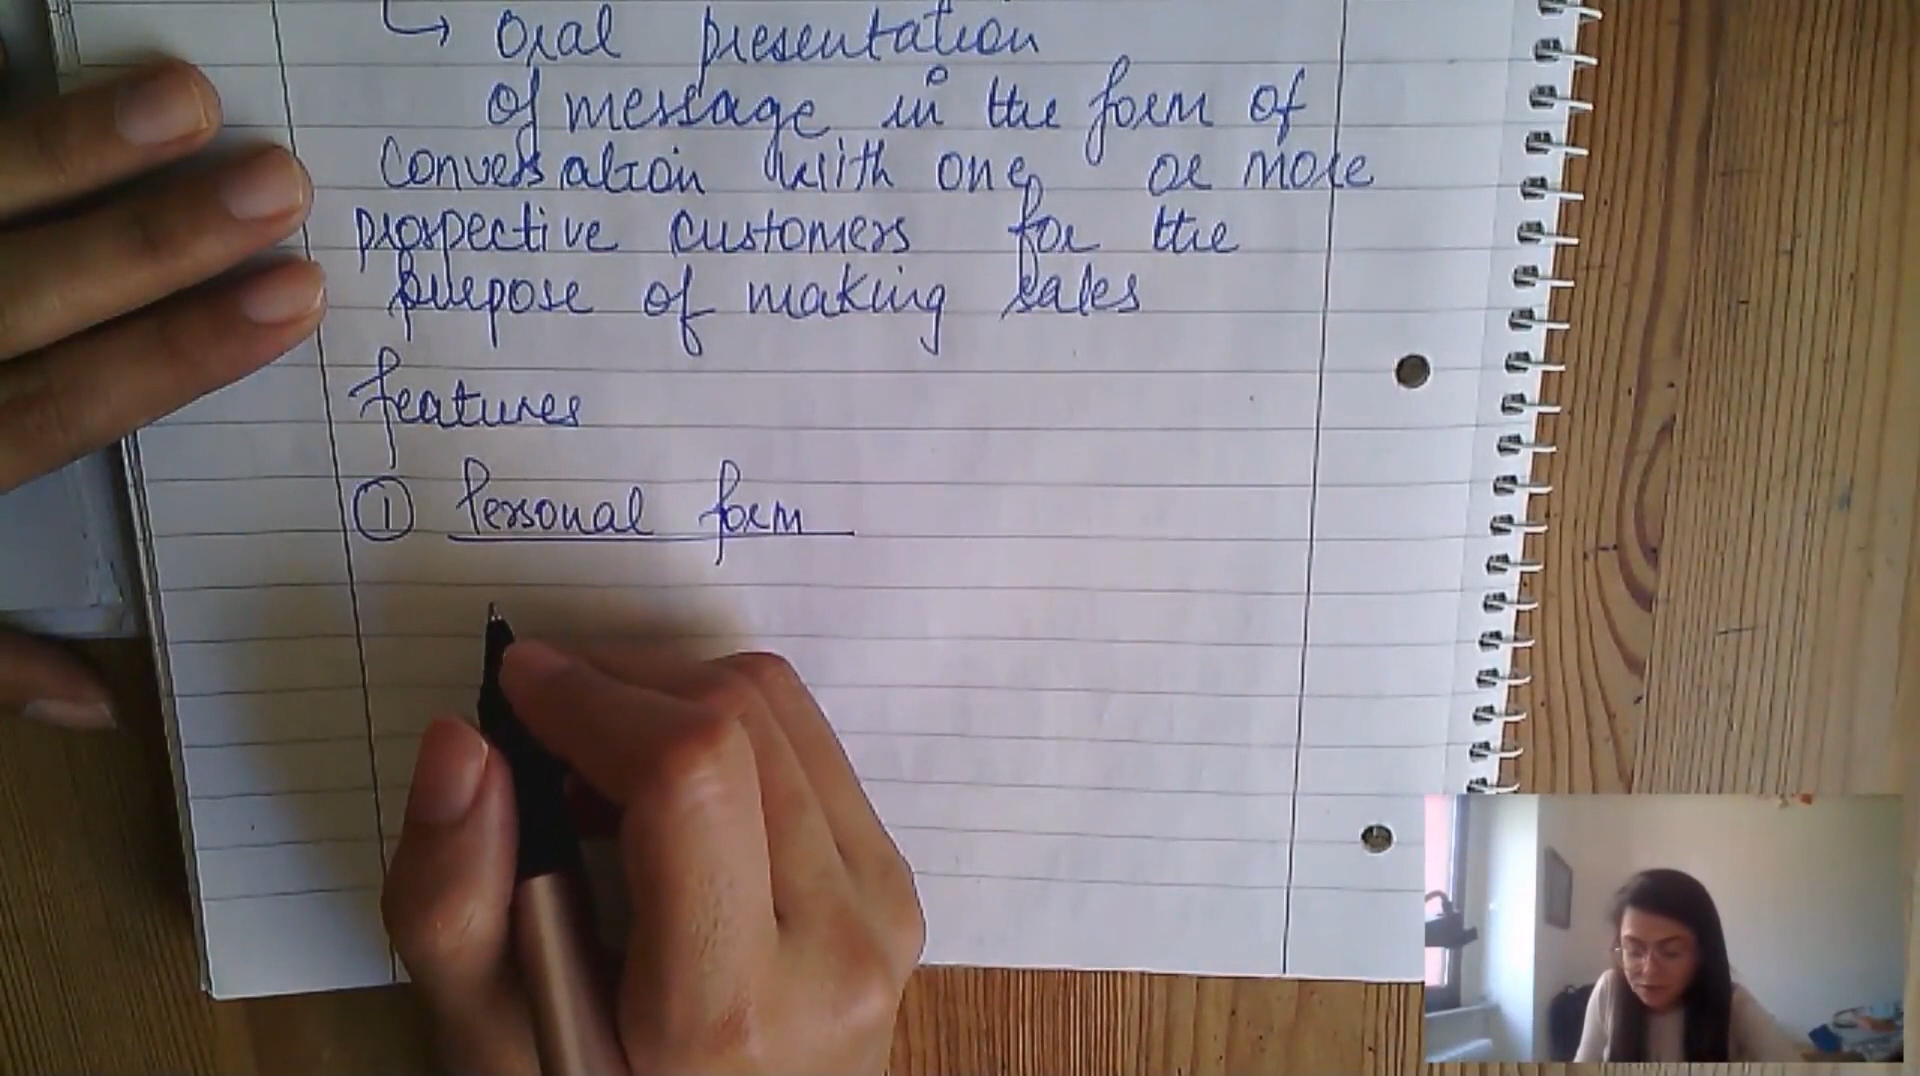 ↳ Oral presentation
of message in the form of
conversation with one or more
prospective customers for the
purpose of making sales
features
① Personal form